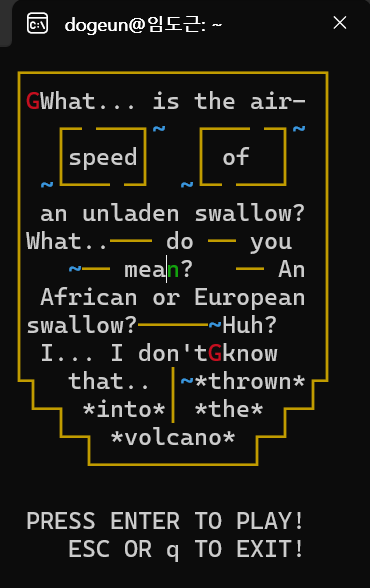 dogeun@임도근: ~
GWhat... is the air-
~ ~
speed of
~ ~
an unladen swallow?
What.. do you
~ mean? An
African or European
swallow? ~Huh?
I... I don'tGknow
that.. ~*thrown*
*into* *the*
*volcano*
PRESS ENTER TO PLAY!
ESC OR q TO EXIT!